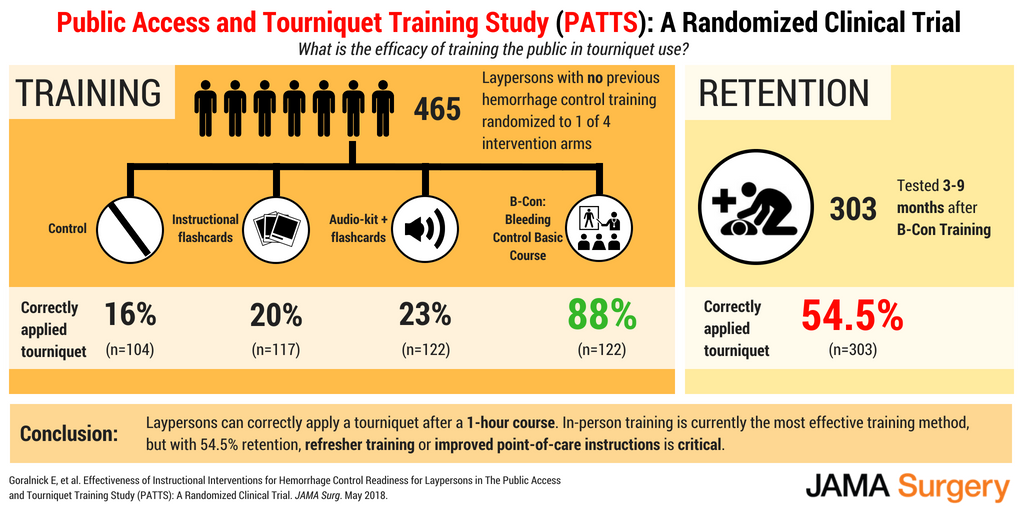 Public Access and Tourniquet Training Study (PATTS): A Randomized Clinical Trial
What is the efficacy of training the public in tourniquet use?
TRAINING
465
Laypersons with no previous
hemorrhage control training
randomized to 1 of 4
intervention arms
Control
Instructional
flashcards
Audio-kit +
flashcards
B-Con:
Bleeding
Control Basic
Course
Correctly
applied
tourniquet
16%
(n=104)
20%
(n=117)
23%
(n=122)
88%
(n=122)
RETENTION
303
Tested 3-9
months after
B-Con Training
Correctly
applied
tourniquet
54.5%
(n=303)
Conclusion:
Laypersons can correctly apply a tourniquet after a 1-hour course. In-person training is currently the most effective training method,
but with 54.5% retention, refresher training or improved point-of-care instructions is critical.
Goralnick E, et al. Effectiveness of Instructional Interventions for Hemorrhage Control Readiness for Laypersons in The Public Access
and Tourniquet Training Study (PATTS): A Randomized Clinical Trial. JAMA Surg. May 2018.
JAMA Surgery